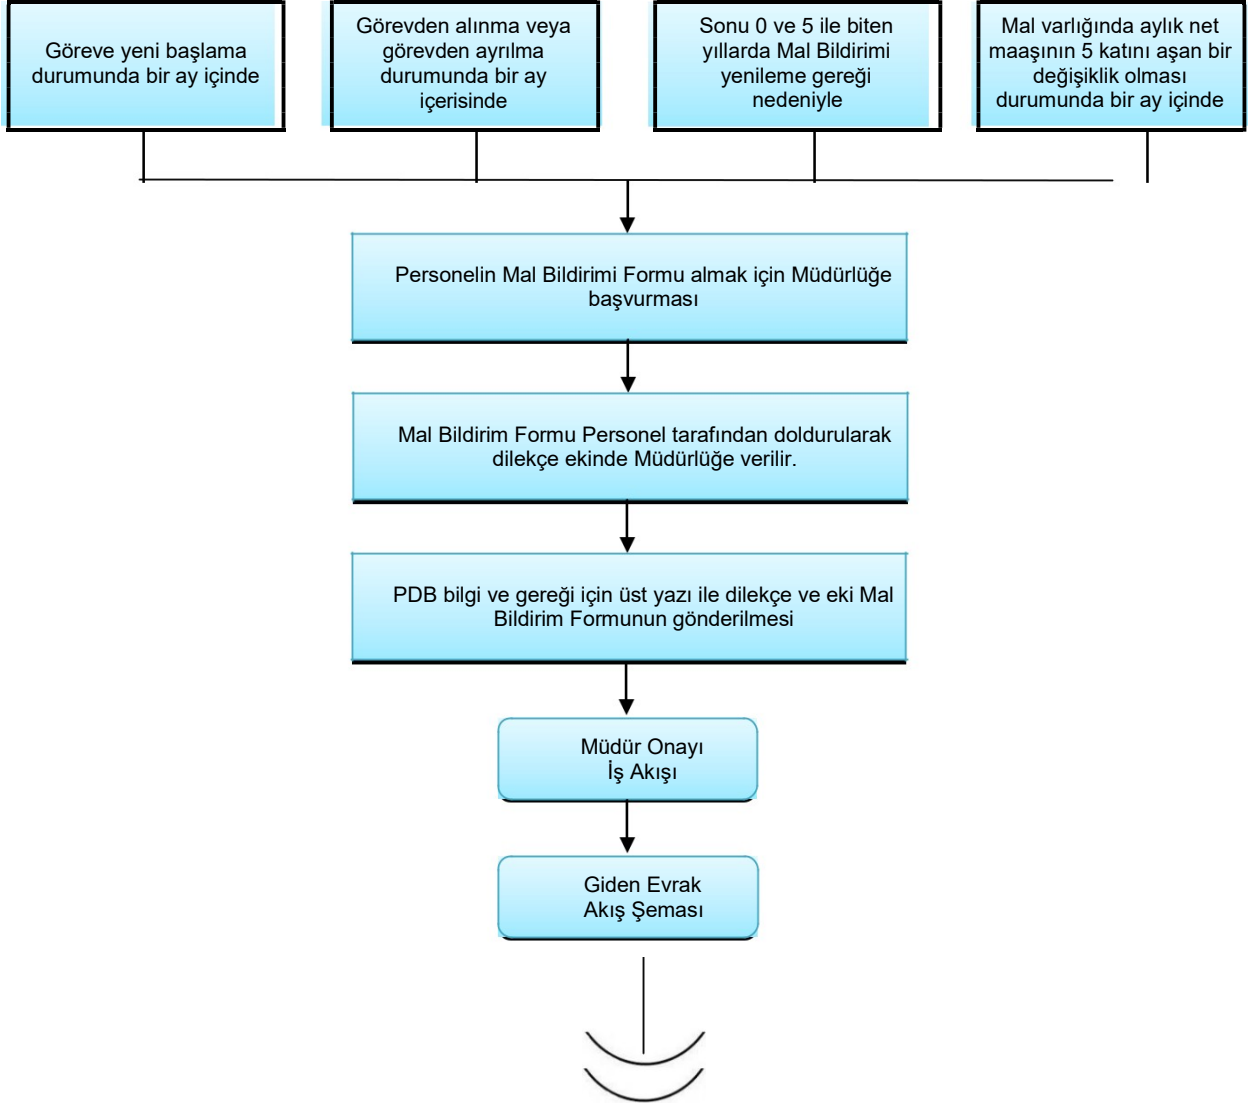 Göreve yeni başlama
durumunda bir ay içinde
Görevden alınma veya
görevden ayrılma
durumunda bir ay
içerisinde
Sonu 0 ve 5 ile biten
yıllarda Mal Bildirimi
yenileme gereği
nedeniyle
Mal varlığında aylık net
maaşının 5 katını aşan bir
değişiklik olması
durumunda bir ay içinde
Personelin Mal Bildirimi Formu almak için Müdürlüğe
başvurması
Mal Bildirim Formu Personel tarafından doldurularak
dilekçe ekinde Müdürlüğe verilir.
PDB bilgi ve gereği için üst yazı ile dilekçe ve eki Mal
Bildirim Formunun gönderilmesi
Müdür Onayı
İş Akışı
Giden Evrak
Akış Şeması